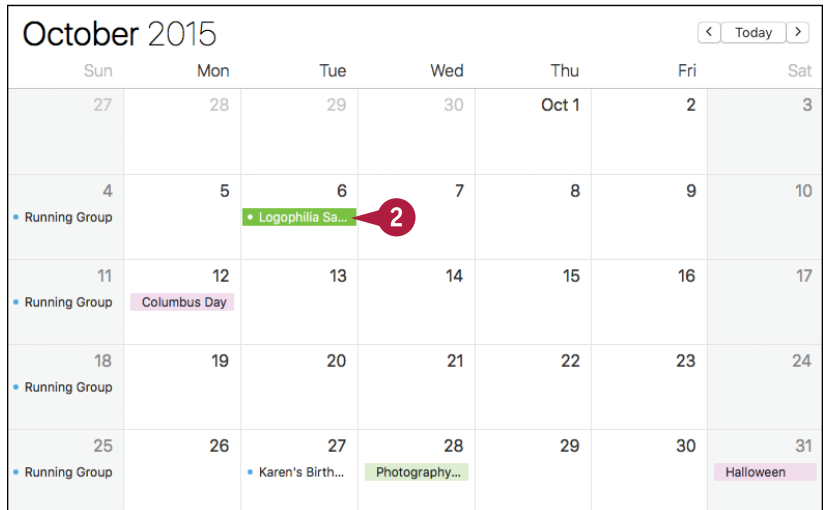 October 2015
< Today >
Sun Mon Tue Wed Thu Fri Sat
27 28 29 30 Oct 1 2 3
4 5 6 7 8 9 10
• Running Group • Logophilia Sa... 2
11 12 13 14 15 16 17
• Running Group Columbus Day
18 19 20 21 22 23 24
• Running Group
25 26 27 28 29 30 31
• Running Group • Karen's Birth... Photography... Halloween